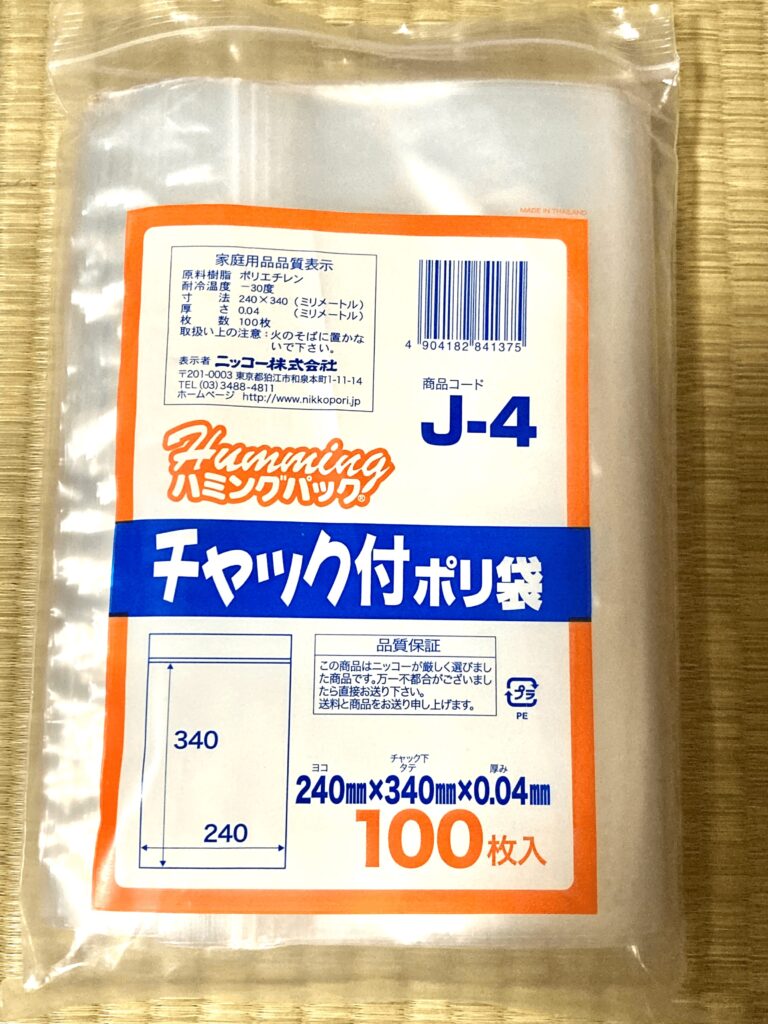 MADE IN THAILAND
家庭用品品質表示
原料樹脂 ポリエチレン
耐冷温度 −30度
寸法 240×340 (ミリメートル)
厚さ 0.04 (ミリメートル)
枚数 100枚
取扱い上の注意:火のそばに置かな
いで下さい。
表示者 ニッコー株式会社
〒201-0003 東京都狛江市和泉本町1-11-14
TEL (03) 3488-4811
ホームページ http://www.nikkopori.jp
4 904182 841375
商品コード
J-4
Humming
ハミングパック®
チャック付ポリ袋
340
240
品質保証
この商品はニッコーが厳しく選びまし
た商品です。万一不都合がございまし
たら直接お送り下さい。
送料と商品をお送り申し上げます。
プラ
PE
ヨコ チャック下タテ 厚み
240mm×340mm×0.04mm
100枚入